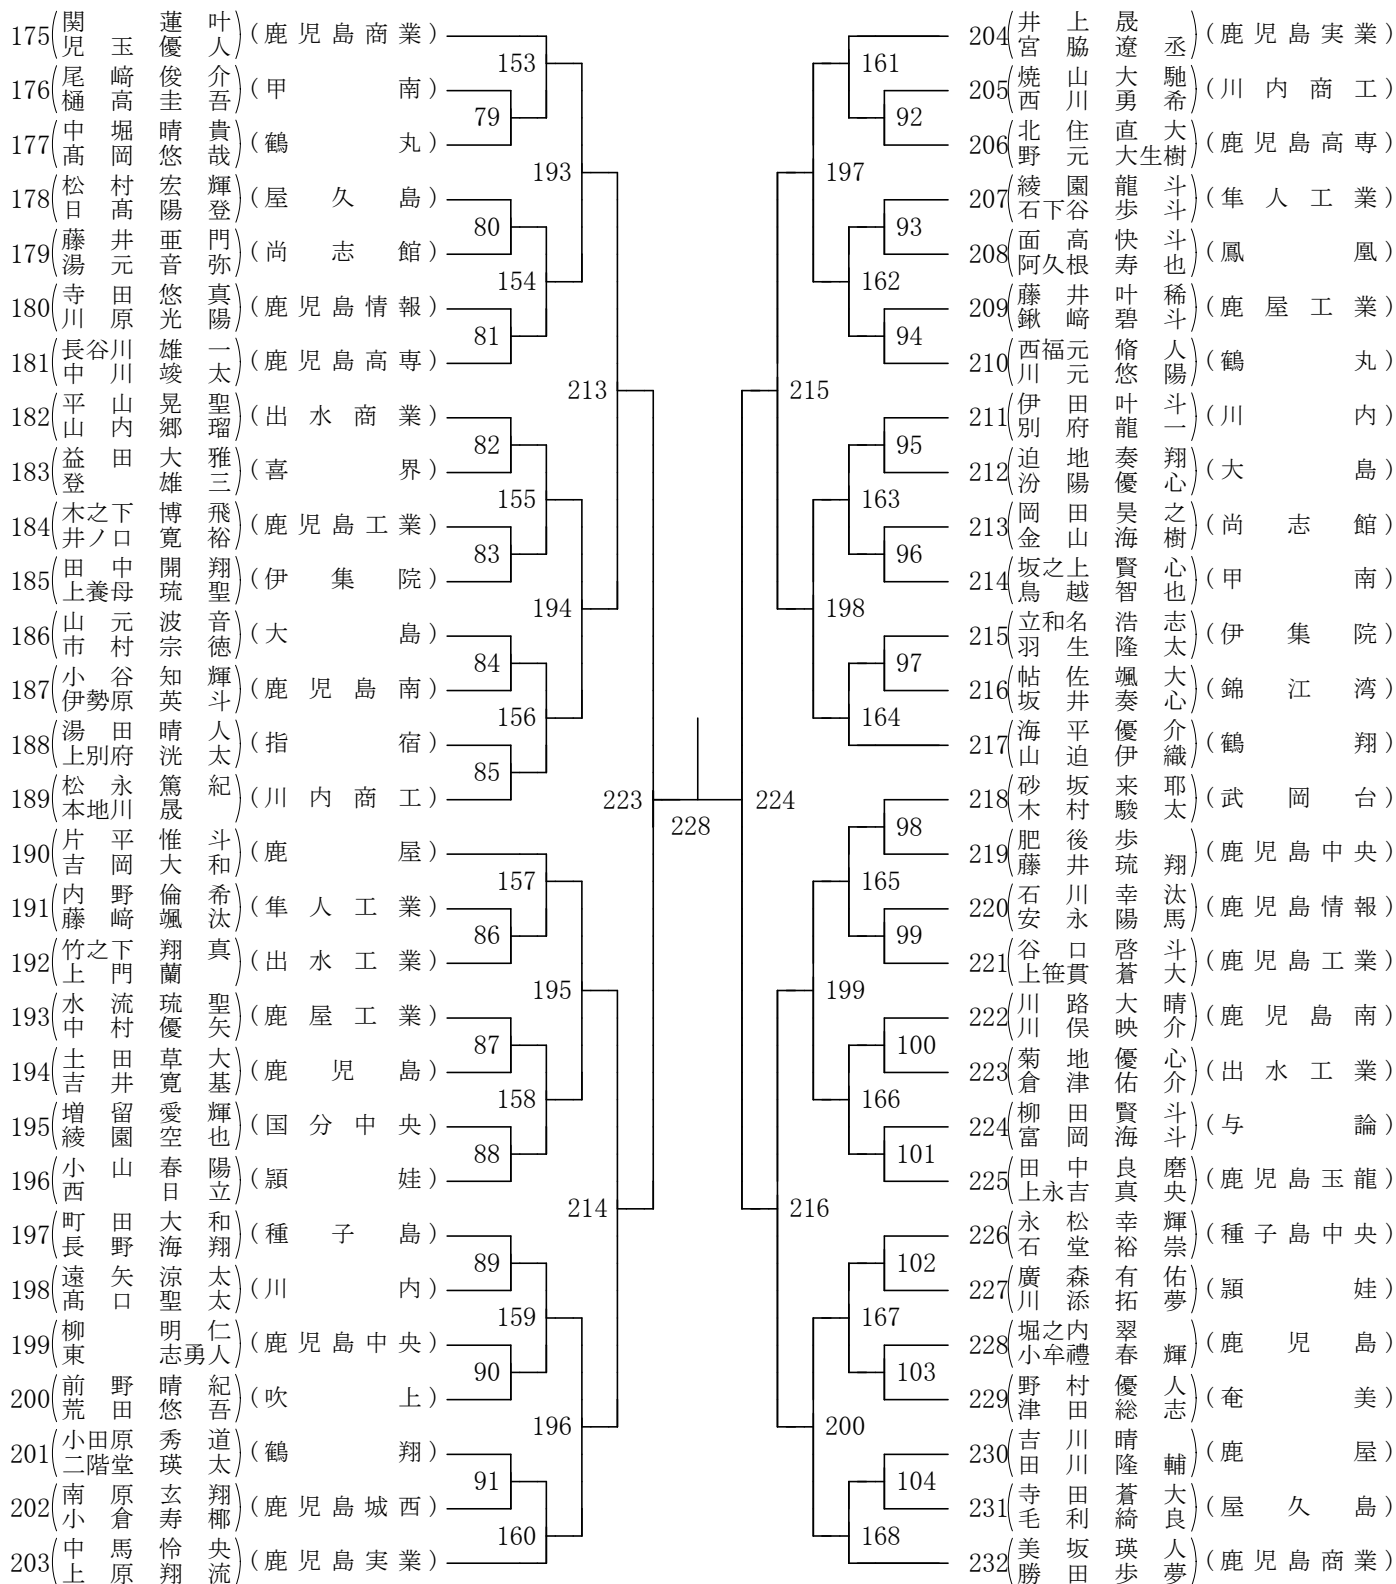 175 関 蓮叶 児玉優人 (鹿児島商業)
176 尾﨑俊介 樋高圭吾 (甲南)
177 中堀晴貴 髙岡悠哉 (鶴丸)
178 松村宏輝 日髙陽登 (屋久島)
179 藤井亜門 湯元音弥 (尚志館)
180 寺田悠真 川原光陽 (鹿児島情報)
181 長谷川雄一 中川竣太 (鹿児島高専)
182 平山晃聖 山内郷瑠 (出水商業)
183 益田大雅 登 雄三 (喜界)
184 木之下博飛 井ノ口寛裕 (鹿児島工業)
185 田中開翔 上養母琉聖 (伊集院)
186 山元波音 市村宗徳 (大島)
187 小谷知輝 伊勢原英斗 (鹿児島南)
188 湯田晴人 上別府洸太 (指宿)
189 松永篤紀 本地川晟 (川内商工)
190 片平惟斗 吉岡大和 (鹿屋)
191 内野倫希 藤﨑颯汰 (隼人工業)
192 竹之下翔真 上門蘭 (出水工業)
193 水流琉聖 中村優矢 (鹿屋工業)
194 土田草大 吉井寛基 (鹿児島)
195 増留愛輝 綾園空也 (国分中央)
196 小山春陽 西 日立 (頴娃)
197 町田大和 長野海翔 (種子島)
198 遠矢涼太 髙口聖太 (川内)
199 柳 明仁 東 志勇人 (鹿児島中央)
200 前野晴紀 荒田悠吾 (吹上)
201 小田原秀道 二階堂瑛太 (鶴翔)
202 南原玄翔 小倉寿椰 (鹿児島城西)
203 中馬怜央 上原翔流 (鹿児島実業)
153
79
193
80
154
81
213
82
155
83
194
84
156
85
223
157
86
195
87
158
88
214
89
159
90
196
91
160
228
161
92
197
93
162
94
215
95
163
96
198
97
164
224
98
165
99
199
100
166
101
216
102
167
103
200
104
168
204 井上晟 宮脇遼丞 (鹿児島実業)
205 焼山大馳 西川勇希 (川内商工)
206 北住直大 野元大生樹 (鹿児島高専)
207 綾園龍斗 石下谷歩斗 (隼人工業)
208 面高快斗 阿久根寿也 (鳳凰)
209 藤井叶稀 鍬﨑碧斗 (鹿屋工業)
210 西福元脩人 川元悠陽 (鶴丸)
211 伊田叶斗 別府龍一 (川内)
212 迫地奏翔 汾陽優心 (大島)
213 岡田昊之 金山海樹 (尚志館)
214 坂之上賢心 鳥越智也 (甲南)
215 立和名浩志 羽生隆太 (伊集院)
216 帖佐颯大 坂井奏心 (錦江湾)
217 海平優介 山迫伊織 (鶴翔)
218 砂坂来耶 木村駿太 (武岡台)
219 肥後歩 藤井琉翔 (鹿児島中央)
220 石川幸汰 安永陽馬 (鹿児島情報)
221 谷口啓斗 上笹貫蒼大 (鹿児島工業)
222 川路大晴 川俣映介 (鹿児島南)
223 菊地優心 倉津佑介 (出水工業)
224 柳田賢斗 富岡海斗 (与論)
225 田中良磨 上永吉真央 (鹿児島玉龍)
226 永松幸輝 石堂裕崇 (種子島中央)
227 廣森有佑 川添拓夢 (頴娃)
228 堀之内翠 小牟禮春輝 (鹿児島)
229 野村優人 津田総志 (奄美)
230 吉川晴 田川隆輔 (鹿屋)
231 寺田蒼大 毛利綺良 (屋久島)
232 美坂瑛人 勝田歩夢 (鹿児島商業)